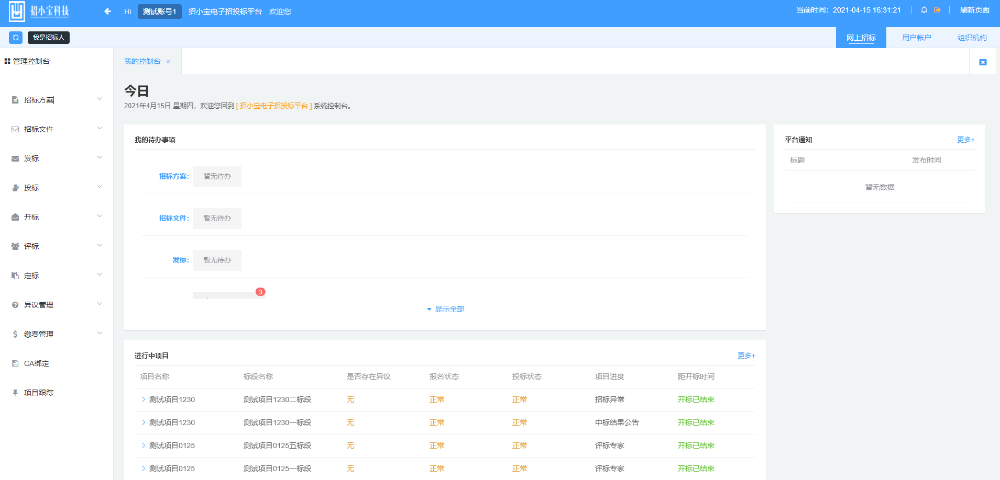 招小宝科技
Hi 测试账号1 招小宝电子招投标平台 欢迎您
当前时间：2021-04-15 16:31:21
刷新页面
我是招标人
网上招标 用户帐户 组织机构
管理控制台
我的控制台 ×
招标方案
招标文件
发标
投标
开标
评标
定标
异议管理
缴费管理
CA绑定
项目跟踪
今日
2021年4月15日 星期四，欢迎您回到 [ 招小宝电子招投标平台 ] 系统控制台。
我的待办事项
招标方案： 暂无待办
招标文件： 暂无待办
发标： 暂无待办
3
显示全部
平台通知 更多+
标题 发布时间
暂无数据
进行中项目 更多+
项目名称 标段名称 是否存在异议 报名状态 投标状态 项目进度 距开标时间
测试项目1230 测试项目1230二标段 无 正常 正常 招标异常 开标已结束
测试项目1230 测试项目1230一标段 无 正常 正常 中标结果公告 开标已结束
测试项目0125 测试项目0125五标段 无 正常 正常 评标专家 开标已结束
测试项目0125 测试项目0125一标段 无 正常 正常 评标专家 开标已结束